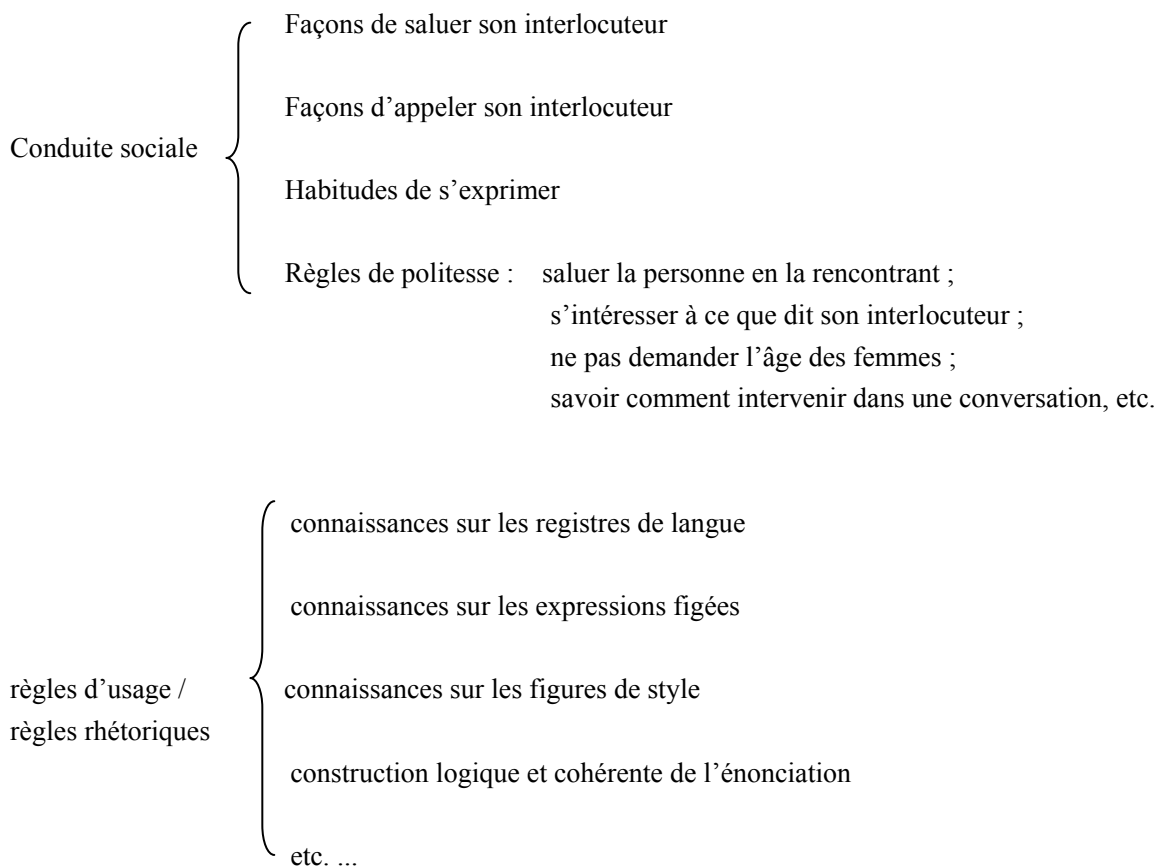 Façons de saluer son interlocuteur
Façons d’appeler son interlocuteur
Conduite sociale
Habitudes de s’exprimer
Règles de politesse : saluer la personne en la rencontrant ;
s’intéresser à ce que dit son interlocuteur ;
ne pas demander l’âge des femmes ;
savoir comment intervenir dans une conversation, etc.
connaissances sur les registres de langue
connaissances sur les expressions figées
règles d’usage /
connaissances sur les figures de style
règles rhétoriques
construction logique et cohérente de l’énonciation
etc. ...